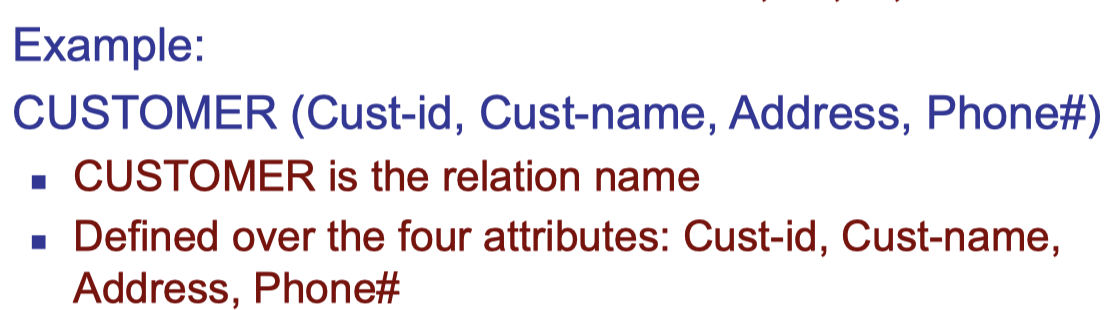 Example:
CUSTOMER (Cust-id, Cust-name, Address, Phone#)
▪ CUSTOMER is the relation name
▪ Defined over the four attributes: Cust-id, Cust-name,
Address, Phone#